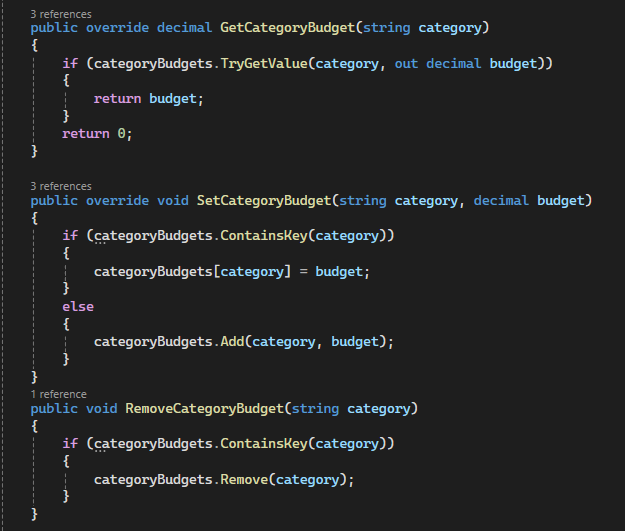 3 references
public override decimal GetCategoryBudget(string category)
{
if (categoryBudgets.TryGetValue(category, out decimal budget))
{
return budget;
}
return 0;
}
3 references
public override void SetCategoryBudget(string category, decimal budget)
{
if (categoryBudgets.ContainsKey(category))
{
categoryBudgets[category] = budget;
}
else
{
categoryBudgets.Add(category, budget);
}
}
1 reference
public void RemoveCategoryBudget(string category)
{
if (categoryBudgets.ContainsKey(category))
{
categoryBudgets.Remove(category);
}
}